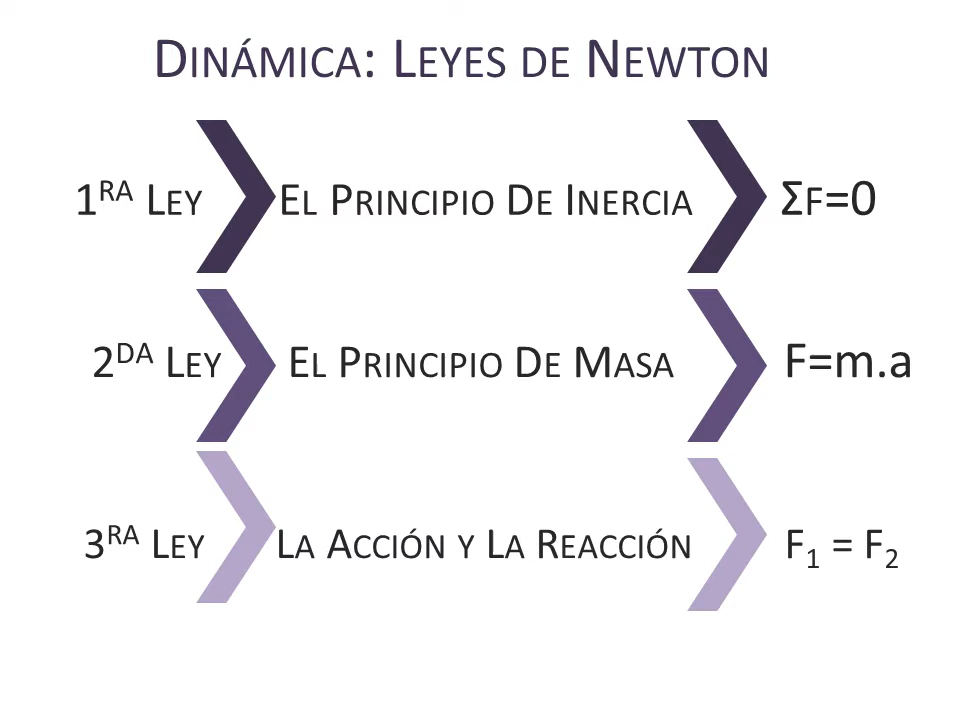 DINÁMICA: LEYES DE NEWTON
1RA LEY EL PRINCIPIO DE INERCIA ΣF=0
2DA LEY EL PRINCIPIO DE MASA F=m.a
3RA LEY LA ACCIÓN Y LA REACCIÓN F1 = F2